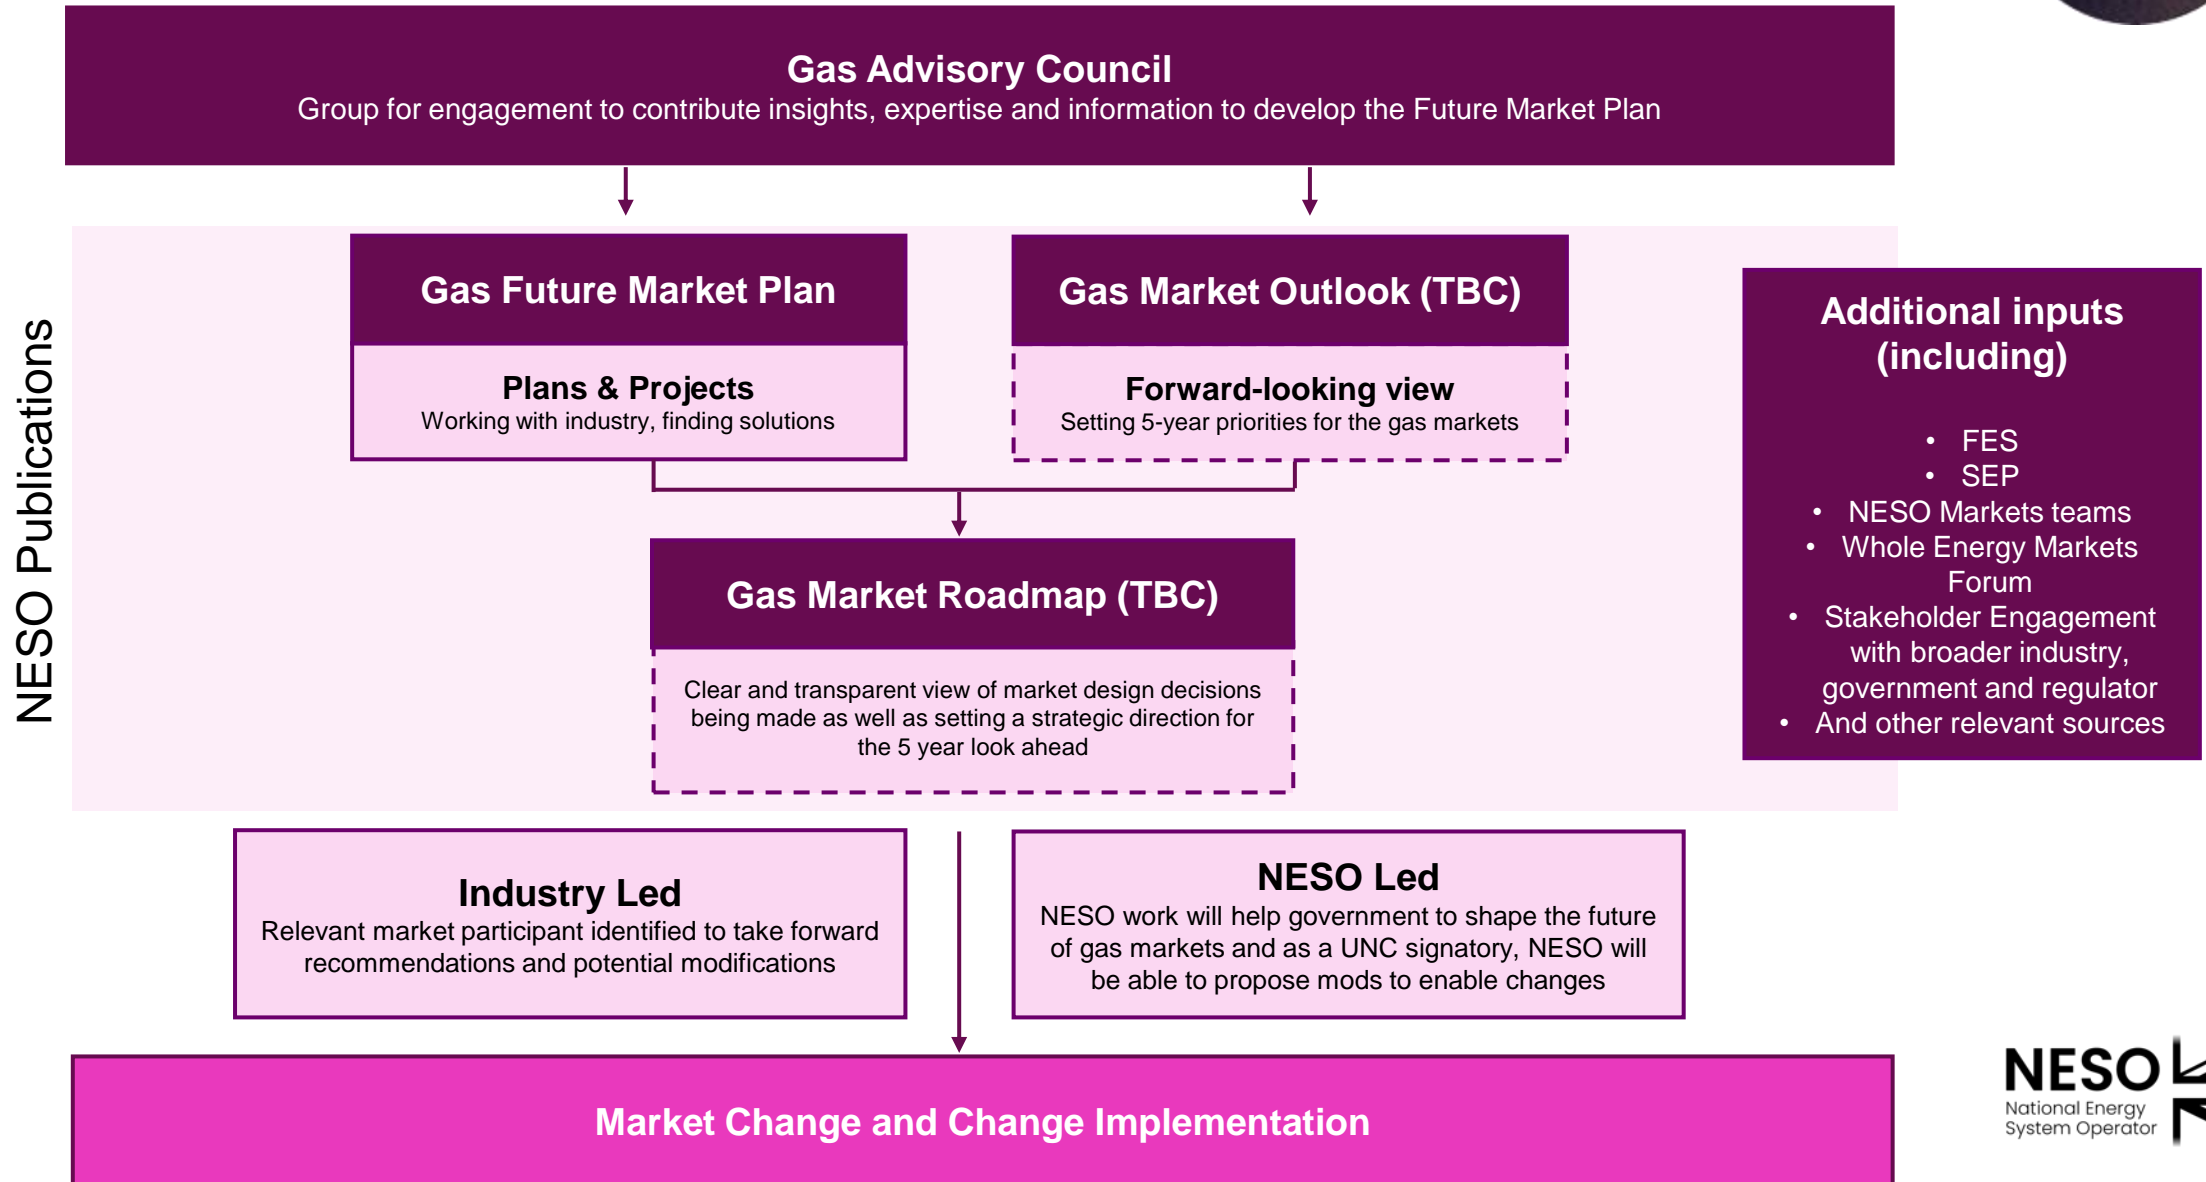 Gas Advisory Council
Group for engagement to contribute insights, expertise and information to develop the Future Market Plan
NESO Publications
Gas Future Market Plan
Plans & Projects
Working with industry, finding solutions
Gas Market Outlook (TBC)
Forward-looking view
Setting 5-year priorities for the gas markets
Gas Market Roadmap (TBC)
Clear and transparent view of market design decisions
being made as well as setting a strategic direction for
the 5 year look ahead
Additional inputs
(including)
• FES
• SEP
• NESO Markets teams
• Whole Energy Markets
Forum
• Stakeholder Engagement
with broader industry,
government and regulator
• And other relevant sources
Industry Led
Relevant market participant identified to take forward
recommendations and potential modifications
NESO Led
NESO work will help government to shape the future
of gas markets and as a UNC signatory, NESO will
be able to propose mods to enable changes
Market Change and Change Implementation
NESO
National Energy
System Operator